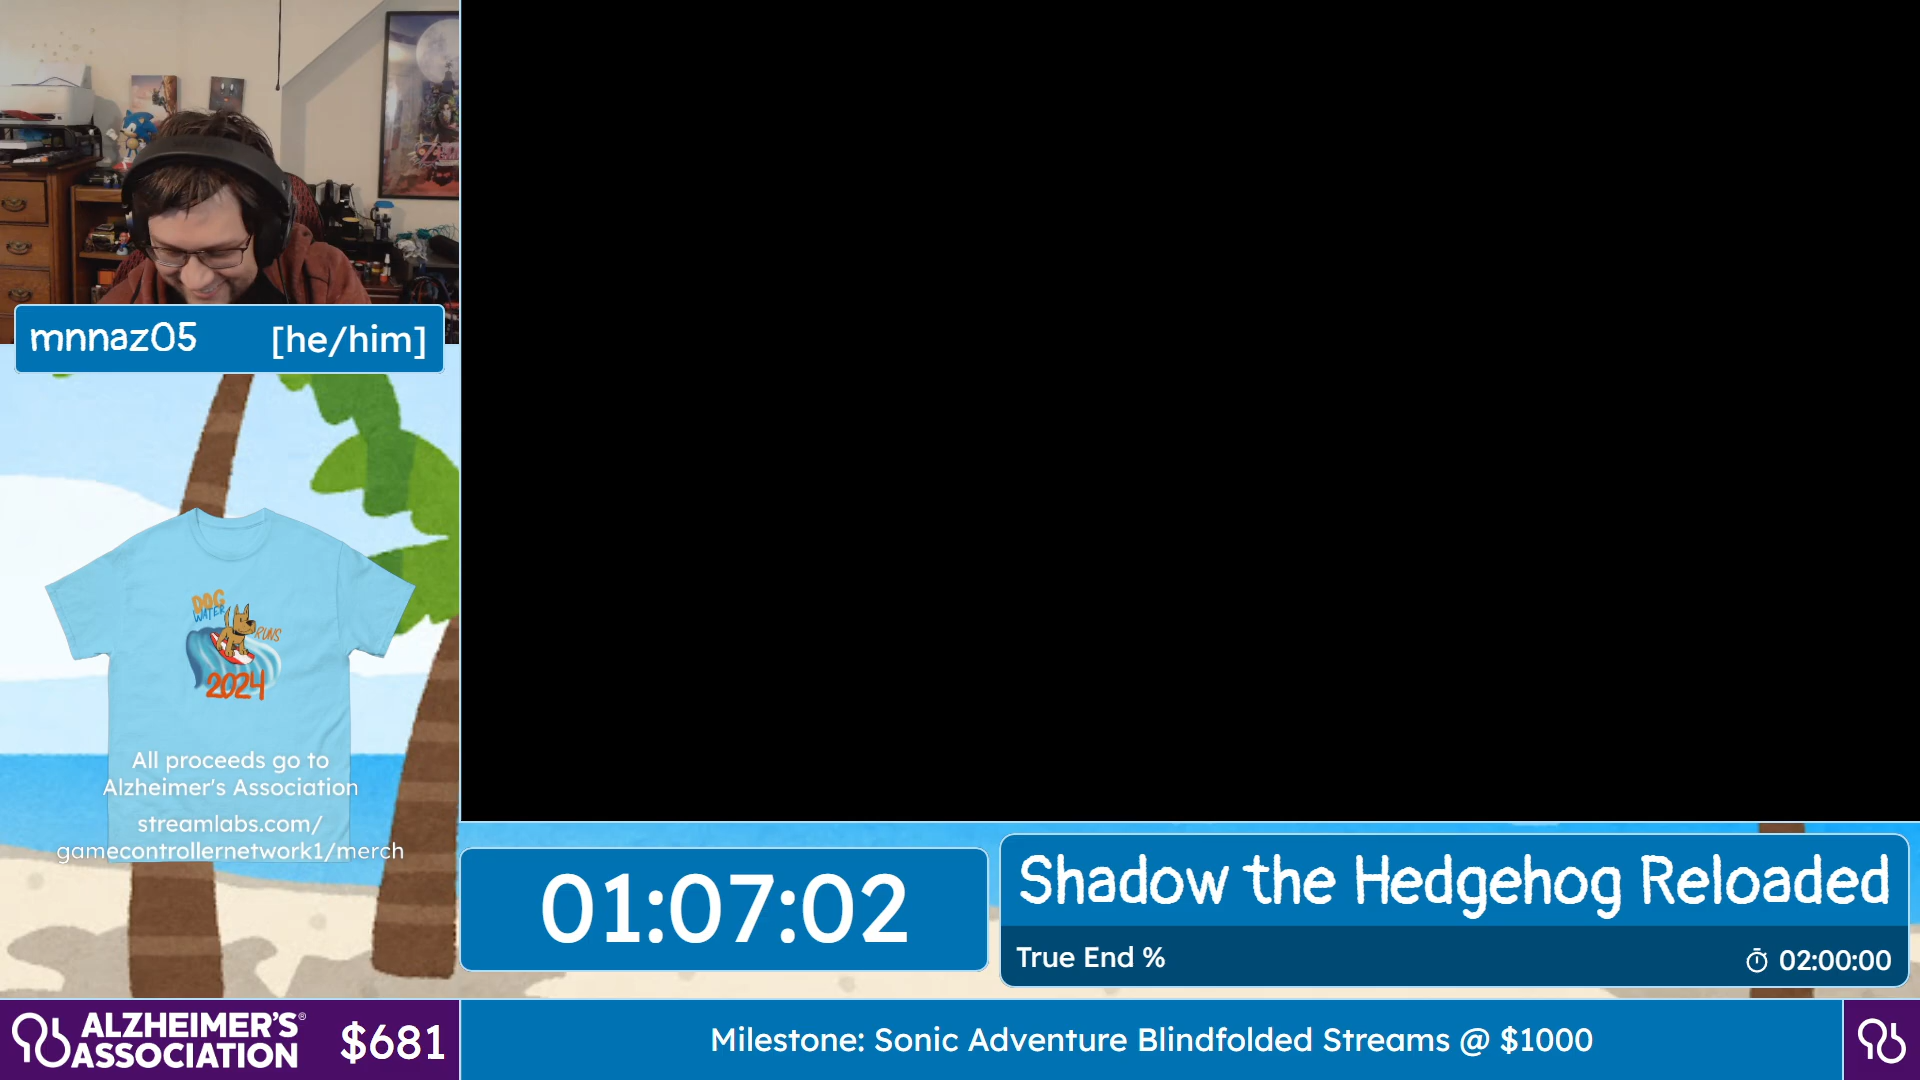 mnnaz05 [he/him]
DOG
WATER
RUNS
2024
All proceeds go to
Alzheimer's Association
streamlabs.com/
gamecontrollernetwork1/merch
01:07:02
Shadow the Hedgehog Reloaded
True End % 02:00:00
ALZHEIMER'S®
ASSOCIATION
$681
Milestone: Sonic Adventure Blindfolded Streams @ $1000